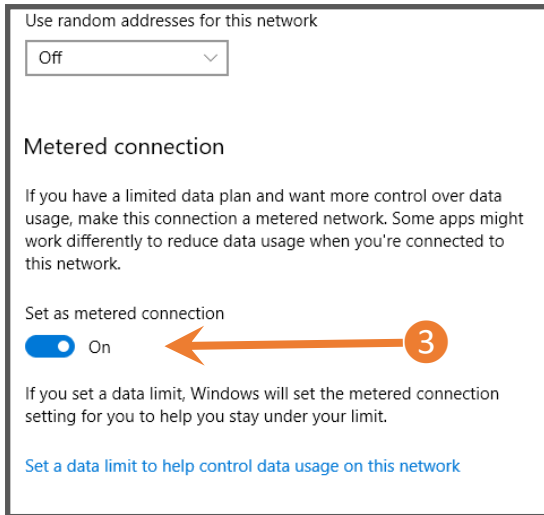 Use random addresses for this network
Off
Metered connection
If you have a limited data plan and want more control over data
usage, make this connection a metered network. Some apps might
work differently to reduce data usage when you're connected to
this network.
Set as metered connection
On
3
If you set a data limit, Windows will set the metered connection
setting for you to help you stay under your limit.
Set a data limit to help control data usage on this network